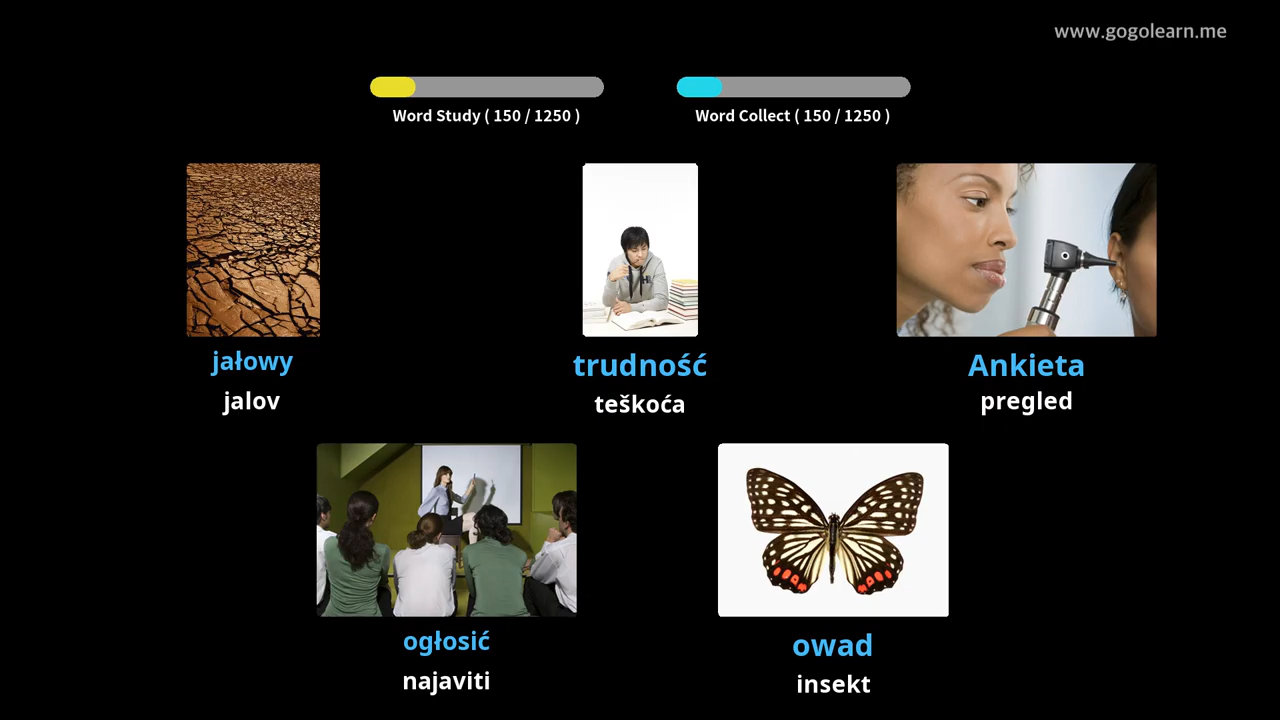 www.gogolearn.me
Word Study ( 150 / 1250 )
Word Collect ( 150 / 1250 )
jałowy
jalov
trudność
teškoća
Ankieta
pregled
ogłosić
najaviti
owad
insekt